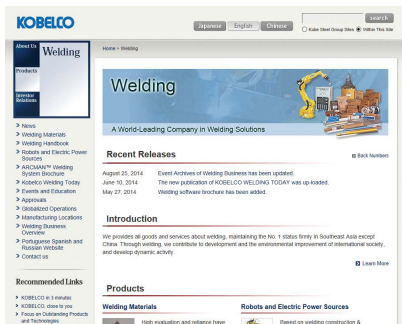 KOBELCO
Japanese English Chinese
search
Kobe Steel Group Sites Within This Site
About Us
Welding
Products
Investor
Relations
Home > Welding
Welding
A World-Leading Company in Welding Solutions
News
Welding Materials
Welding Handbook
Robots and Electric Power
Sources
ARCMAN™ Welding
System Brochure
Kobelco Welding Today
Events and Education
Approvals
Globalized Operations
Manufacturing Locations
Welding Business
Overview
Portuguese Spanish and
Russian Website
Contact us
Recommended Links
KOBELCO in 3 minutes
KOBELCO, close to you
Focus on Outstanding Products
and Technologies
Recent Releases
Back Numbers
August 25, 2014 Event Archives of Welding Business has been updated.
June 10, 2014 The new publication of KOBELCO WELDING TODAY was up-loaded.
May 27, 2014 Welding software brochure has been added.
Introduction
We provide all goods and services about welding, maintaining the No. 1 status firmly in Southeast Asia except
China. Through welding, we contribute to development and the environmental improvement of international society,
and develop dynamic activity.
Learn More
Products
Welding Materials
High evaluation and reliance have
Robots and Electric Power Sources
Based on welding construction &